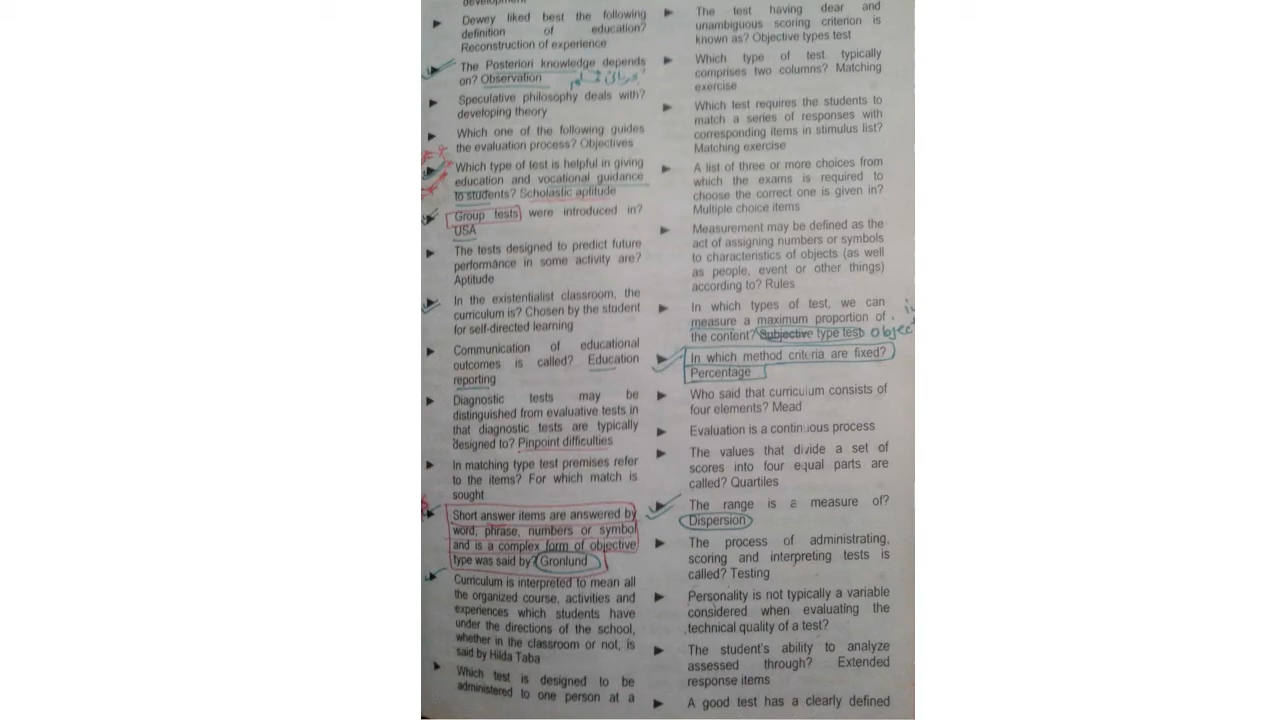 development
Dewey liked best the following
definition of education?
Reconstruction of experience
The Posteriori knowledge depends
on? Observation
Speculative philosophy deals with?
developing theory
Which one of the following guides
the evaluation process? Objectives
Which type of test is helpful in giving
education and vocational guidance
to students? Scholastic aptitude
Group tests were introduced in?
USA
The tests designed to predict future
performance in some activity are?
Aptitude
In the existentialist classroom, the
curriculum is? Chosen by the student
for self-directed learning
Communication of educational
outcomes is called? Education
reporting
Diagnostic tests may be
distinguished from evaluative tests in
that diagnostic tests are typically
designed to? Pinpoint difficulties
In matching type test premises refer
to the items? For which match is
sought
Short answer items are answered by
word, phrase, numbers or symbol
and is a complex form of objective
type was said by? Gronlund
Curriculum is interpreted to mean all
the organized course, activities and
experiences which students have
under the directions of the school,
whether in the classroom or not, is
said by Hilda Taba
Which test is designed to be
administered to one person at a
The test having dear and
unambiguous scoring criterion is
known as? Objective types test
Which type of test typically
comprises two columns? Matching
exercise
Which test requires the students to
match a series of responses with
corresponding items in stimulus list?
Matching exercise
A list of three or more choices from
which the exams is required to
choose the correct one is given in?
Multiple choice items
Measurement may be defined as the
act of assigning numbers or symbols
to characteristics of objects (as well
as people, event or other things)
according to? Rules
In which types of test, we can
measure a maximum proportion of
the content? Subjective type test object
In which method criteria are fixed?
Percentage
Who said that curriculum consists of
four elements? Mead
Evaluation is a continuous process
The values that divide a set of
scores into four equal parts are
called? Quartiles
The range is a measure of?
Dispersion
The process of administrating,
scoring and interpreting tests is
called? Testing
Personality is not typically a variable
considered when evaluating the
technical quality of a test?
The student's ability to analyze
assessed through? Extended
response items
A good test has a clearly defined